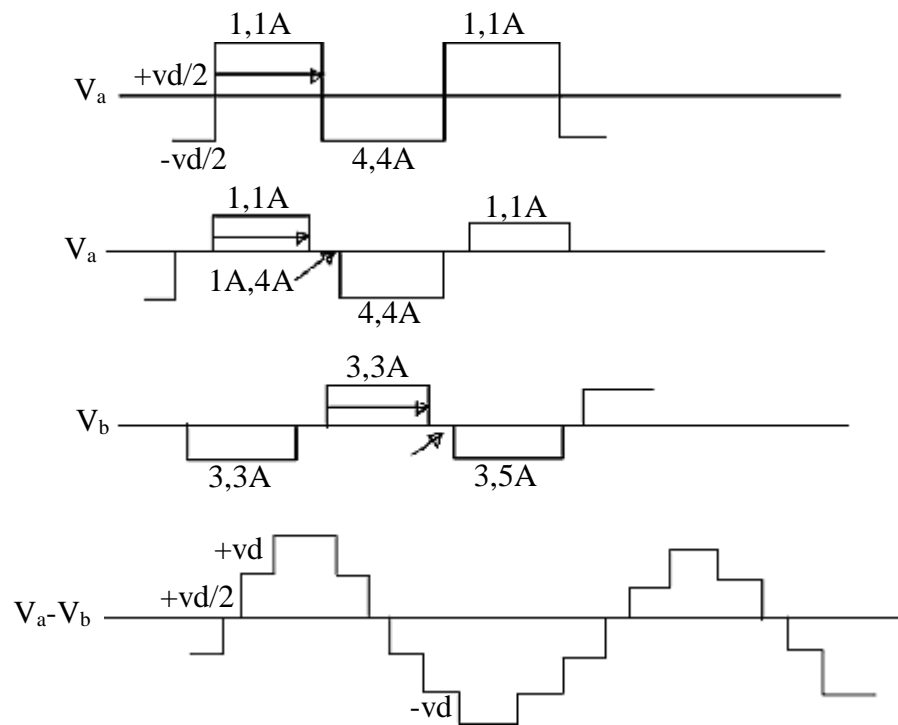 1,1A 1,1A
+vd/2
Va
-vd/2
4,4A
1,1A 1,1A
Va
1A,4A
4,4A
3,3A
Vb
3,3A 3,5A
+vd
+vd/2
Va-Vb
-vd